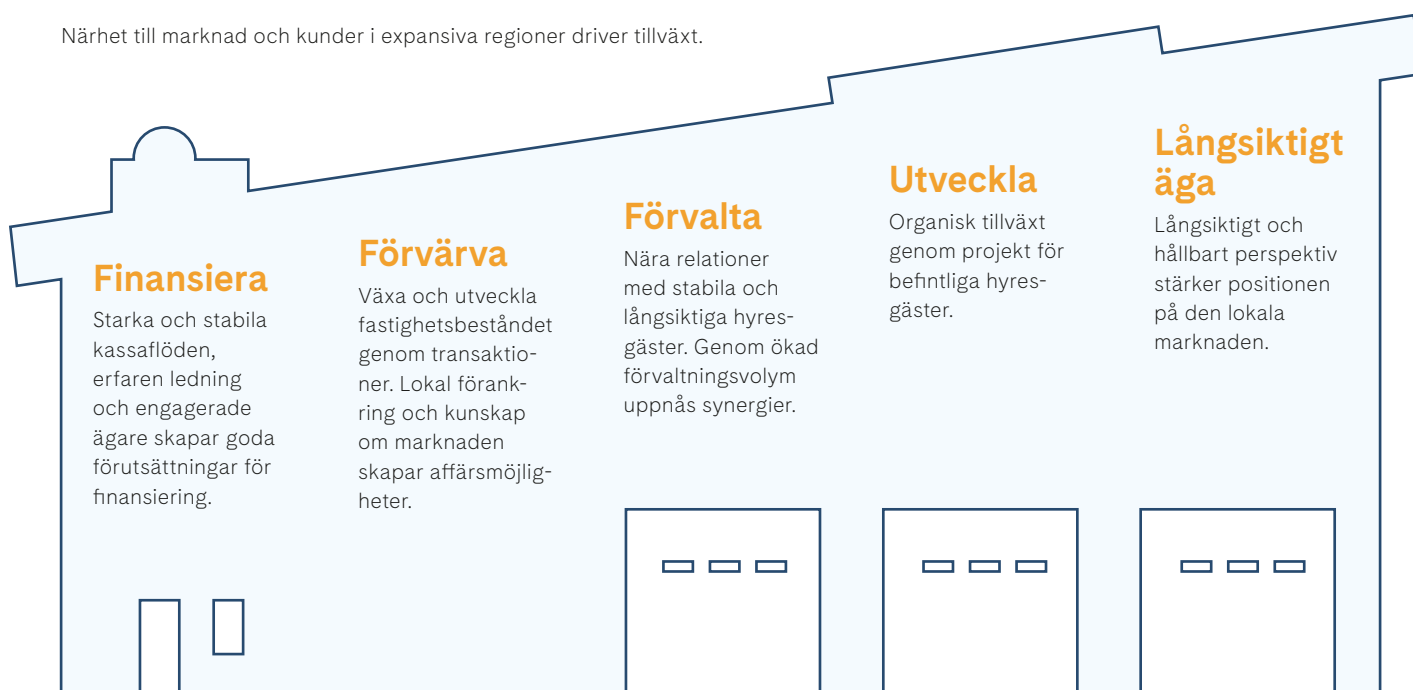 Närhet till marknad och kunder i expansiva regioner driver tillväxt.
Finansiera
Starka och stabila
kassaflöden,
erfaren ledning
och engagerade
ägare skapar goda
förutsättningar för
finansiering.
Förvärva
Växa och utveckla
fastighetsbeståndet
genom transaktio-
ner. Lokal förank-
ring och kunskap
om marknaden
skapar affärsmöjlig-
heter.
Förvalta
Nära relationer
med stabila och
långsiktiga hyres-
gäster. Genom ökad
förvaltningsvolym
uppnås synergier.
Utveckla
Organisk tillväxt
genom projekt för
befintliga hyres-
gäster.
Långsiktigt
äga
Långsiktigt och
hållbart perspektiv
stärker positionen
på den lokala
marknaden.